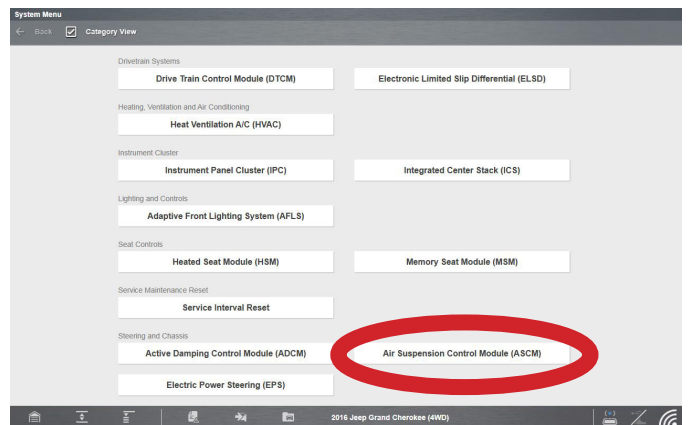 System Menu
Back Category View
Drivetrain Systems
Drive Train Control Module (DTCM) Electronic Limited Slip Differential (ELSD)
Heating, Ventilation and Air Conditioning
Heat Ventilation A/C (HVAC)
Instrument Cluster
Instrument Panel Cluster (IPC) Integrated Center Stack (ICS)
Lighting and Controls
Adaptive Front Lighting System (AFLS)
Seat Controls
Heated Seat Module (HSM) Memory Seat Module (MSM)
Service Maintenance Reset
Service Interval Reset
Steering and Chassis
Active Damping Control Module (ADCM) Air Suspension Control Module (ASCM)
Electric Power Steering (EPS)
2016 Jeep Grand Cherokee (4WD)